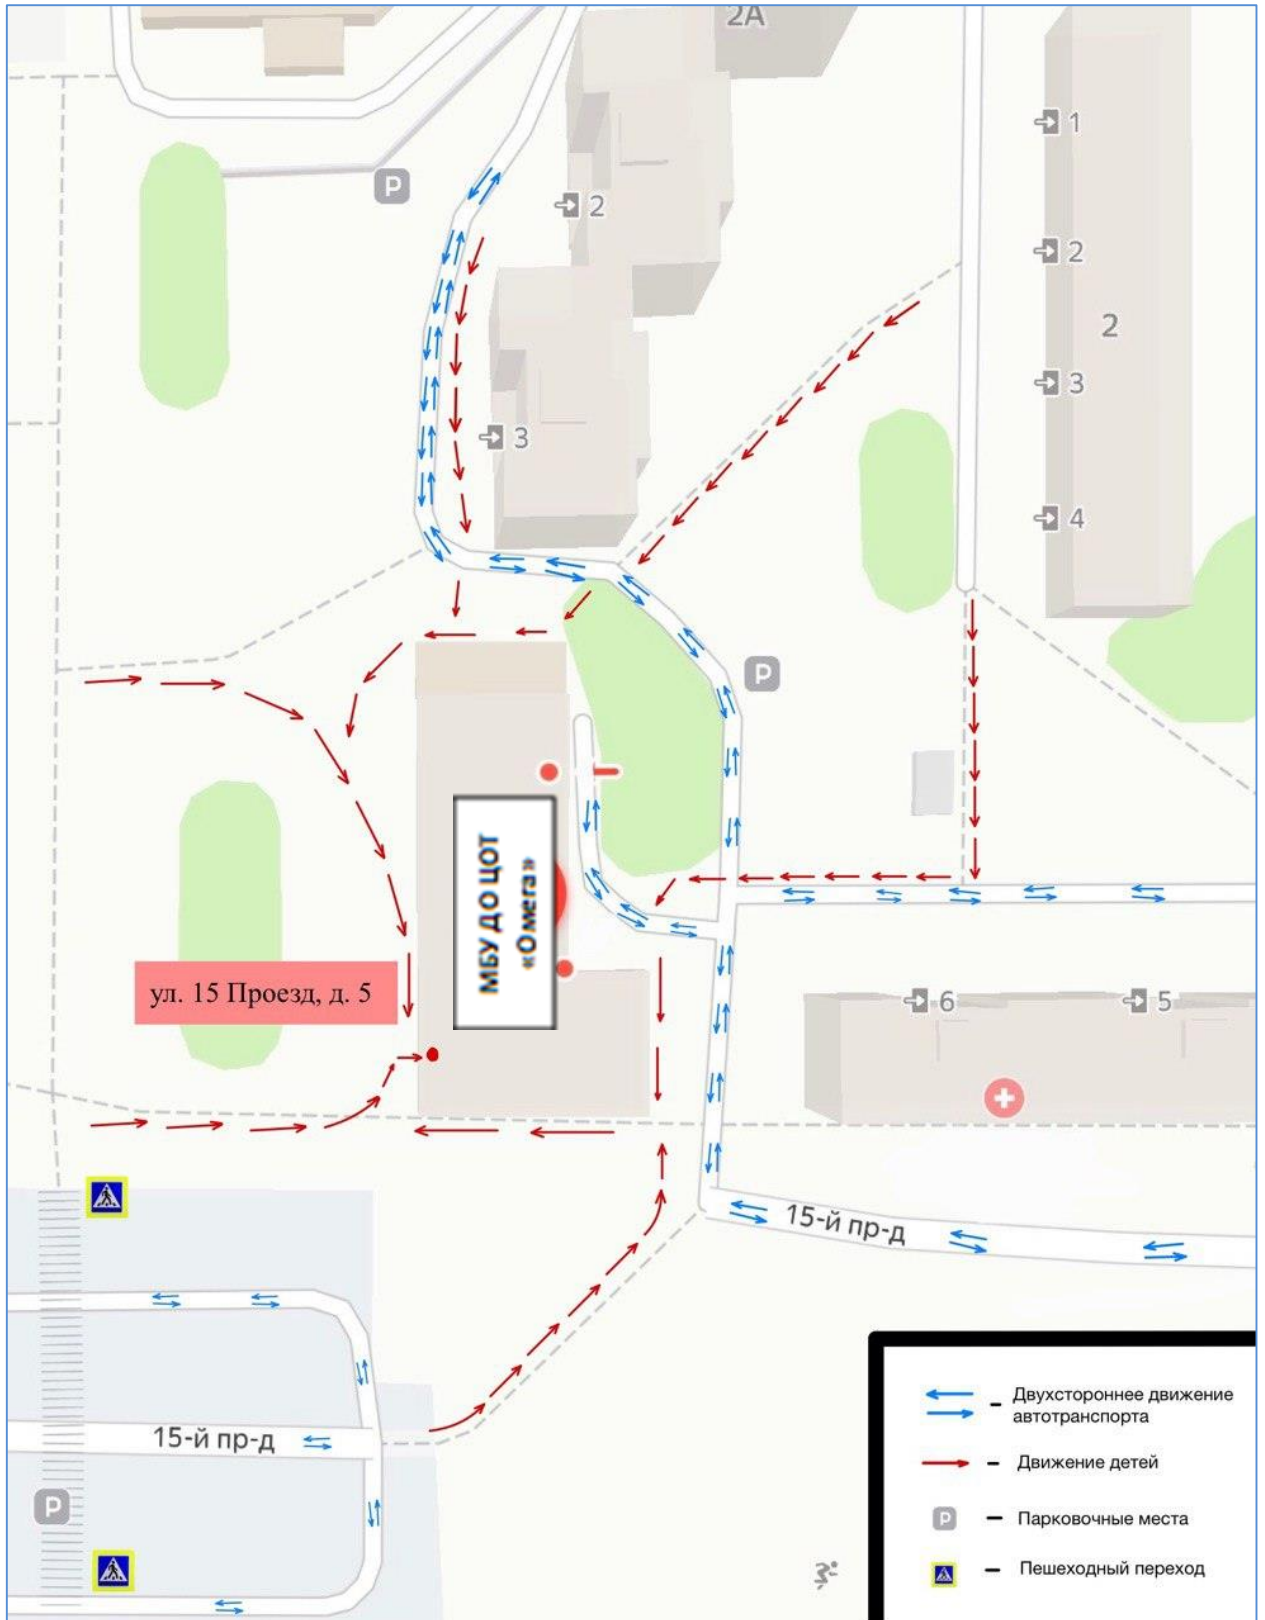 2А
1
2
2
2
3
3
4
МБУ ДО ЦОТ
«Омега»
ул. 15 Проезд, д. 5
6
5
15-й пр-д
15-й пр-д
P
P
P
– Двухстороннее движение
автотранспорта
– Движение детей
P – Парковочные места
– Пешеходный переход